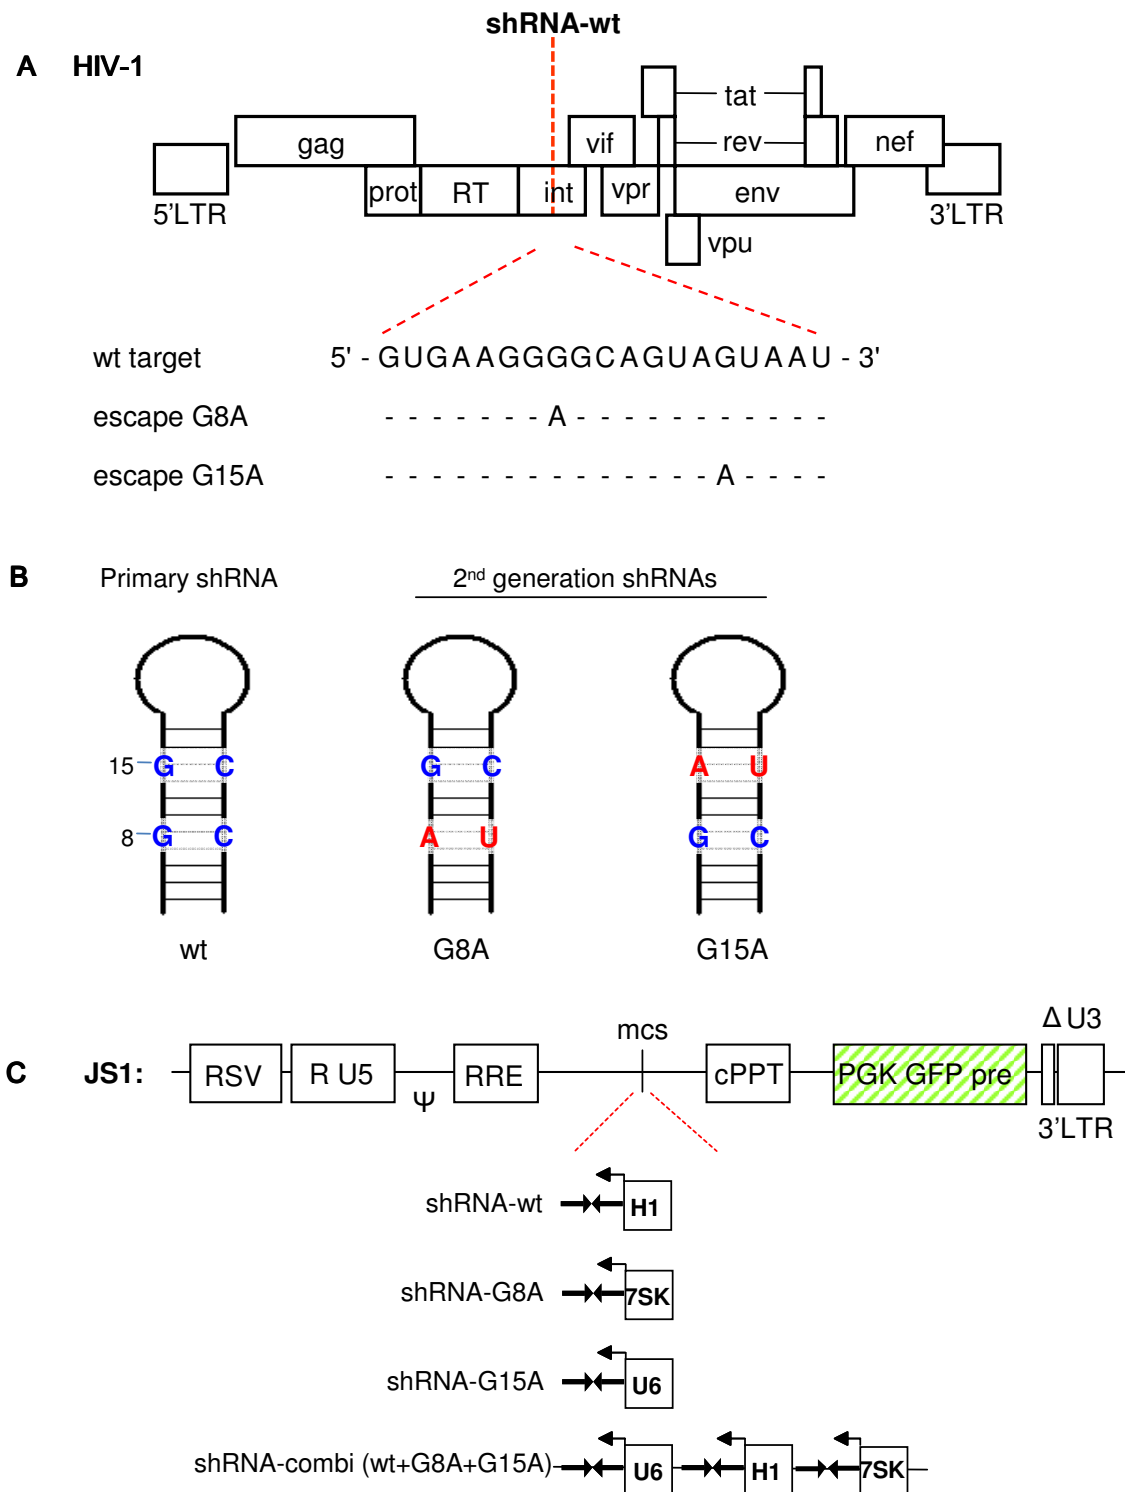 shRNA-wt
A HIV-1
tat
gag vif rev nef
prot RT int vpr env
5'LTR 3'LTR
vpu
wt target 5' - GUGAAGGGGCAGUAGUAAU - 3'
escape G8A - - - - - - - A - - - - - - - - - - -
escape G15A - - - - - - - - - - - - - - A - - - -
B Primary shRNA 2nd generation shRNAs
15 G C G C A U
8 G C A U G C
wt G8A G15A
Δ U3
mcs
C JS1: RSV R U5 RRE cPPT PGK GFP pre
Ψ
3'LTR
shRNA-wt H1
shRNA-G8A 7SK
shRNA-G15A U6
shRNA-combi (wt+G8A+G15A) U6 H1 7SK